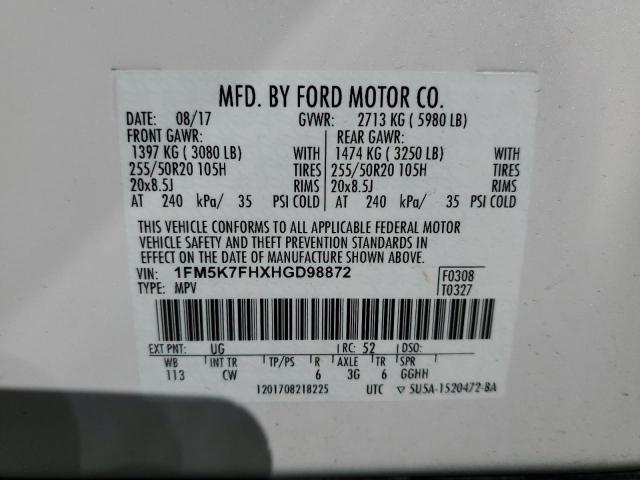 MFD. BY FORD MOTOR CO.
DATE: 08/17 GVWR: 2713 KG ( 5980 LB)
FRONT GAWR: REAR GAWR:
1397 KG ( 3080 LB) WITH 1474 KG ( 3250 LB) WITH
255/50R20 105H TIRES 255/50R20 105H TIRES
20x8.5J RIMS 20x8.5J RIMS
AT 240 kPa/ 35 PSI COLD AT 240 kPa/ 35 PSI COLD
THIS VEHICLE CONFORMS TO ALL APPLICABLE FEDERAL MOTOR
VEHICLE SAFETY AND THEFT PREVENTION STANDARDS IN
EFFECT ON THE DATE OF MANUFACTURE SHOWN ABOVE.
VIN: 1FM5K7FHXHGD98872 F0308
TYPE: MPV T0327
EXT PNT: UG RC: 52 DSO:
WB INT TR TP/PS R AXLE TR SPR
113 CW 6 3G 6 GGHH
1201708218225 UTC ▽ 5USA-1520472-BA